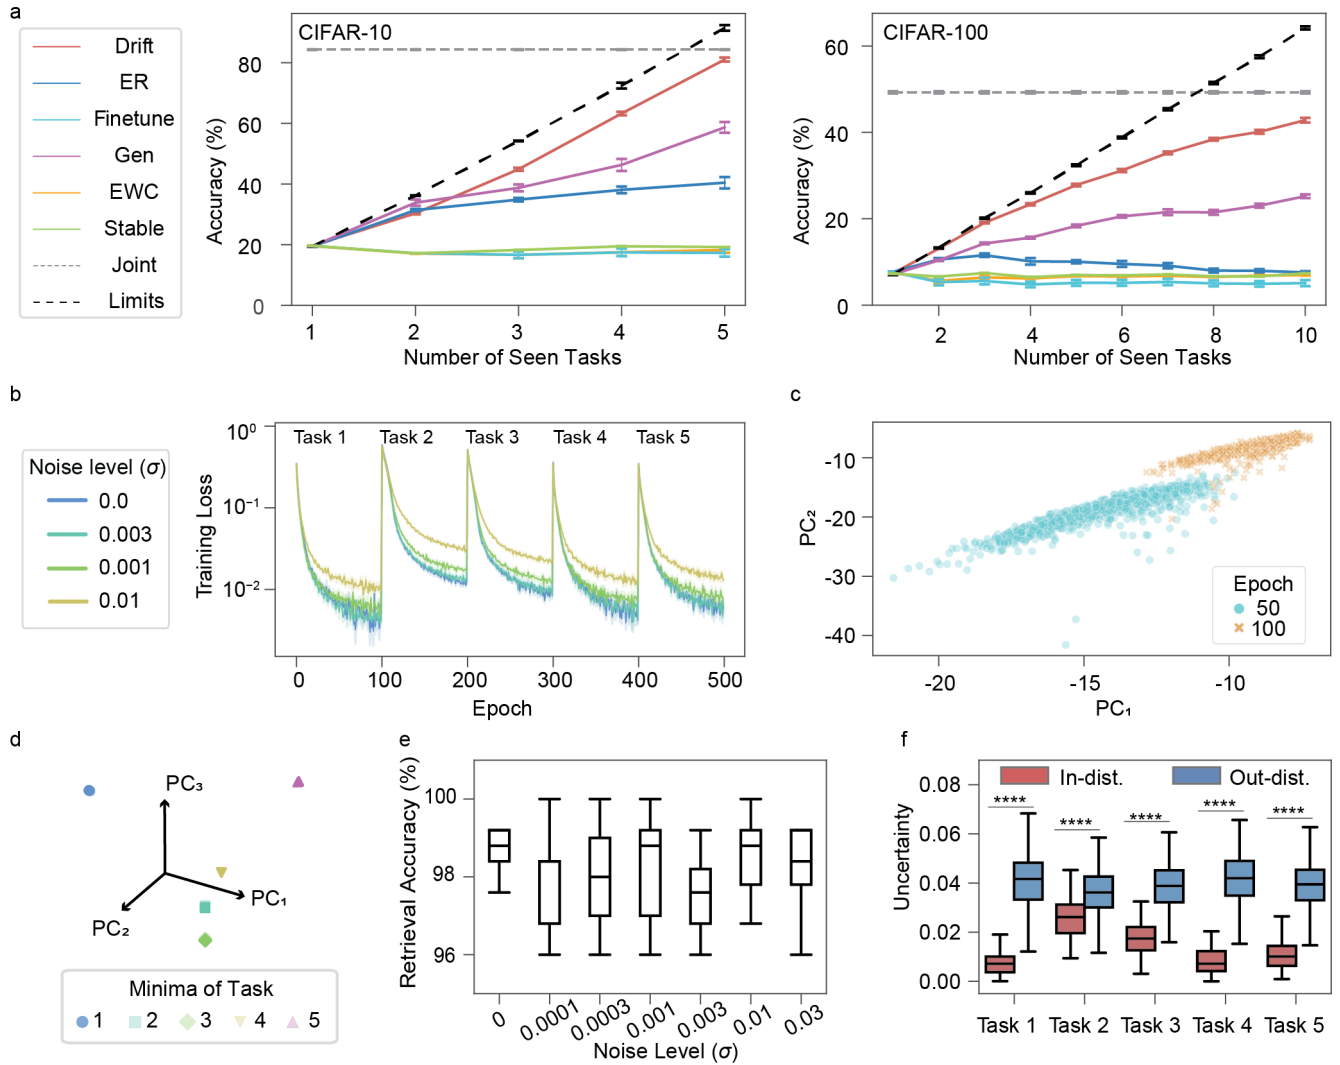 a
Drift
ER
Finetune
Gen
EWC
Stable
Joint
Limits
CIFAR-10
Accuracy (%)
80
60
40
20
0
1 2 3 4 5
Number of Seen Tasks
CIFAR-100
Accuracy (%)
60
40
20
0
2 4 6 8 10
Number of Seen Tasks
b
Noise level (σ)
0.0
0.003
0.001
0.01
Training Loss
10⁰
10⁻¹
10⁻²
Task 1 Task 2 Task 3 Task 4 Task 5
0 100 200 300 400 500
Epoch
c
PC₂
-10
-20
-30
-40
Epoch
50
100
-20 -15 -10
PC₁
d
PC₃
PC₁
PC₂
Minima of Task
1 2 3 4 5
e
Retrieval Accuracy (%)
100
98
96
0 0.0001 0.0003 0.001 0.003 0.01 0.03
Noise Level (σ)
f
Uncertainty
0.08
0.06
0.04
0.02
0.00
In-dist. Out-dist.
**** **** **** **** ****
Task 1 Task 2 Task 3 Task 4 Task 5